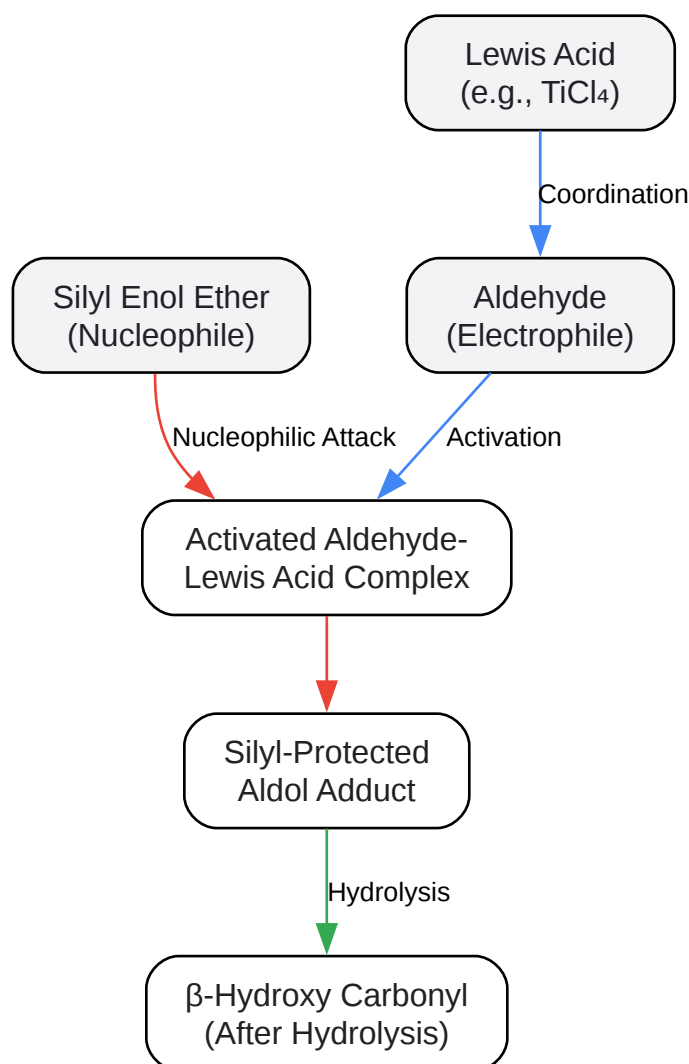 Lewis Acid
(e.g., TiCl₄)
Coordination
Silyl Enol Ether
(Nucleophile)
Aldehyde
(Electrophile)
Nucleophilic Attack
Activation
Activated Aldehyde-
Lewis Acid Complex
Silyl-Protected
Aldol Adduct
Hydrolysis
β-Hydroxy Carbonyl
(After Hydrolysis)